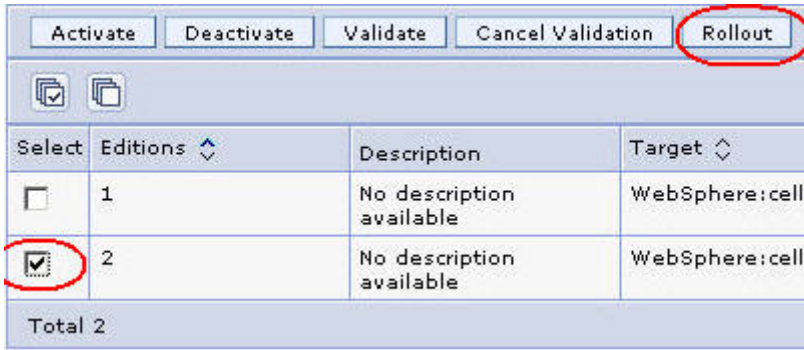 Activate Deactivate Validate Cancel Validation Rollout
Select Editions Description Target
1 No description available WebSphere:cell
2 No description available WebSphere:cell
Total 2